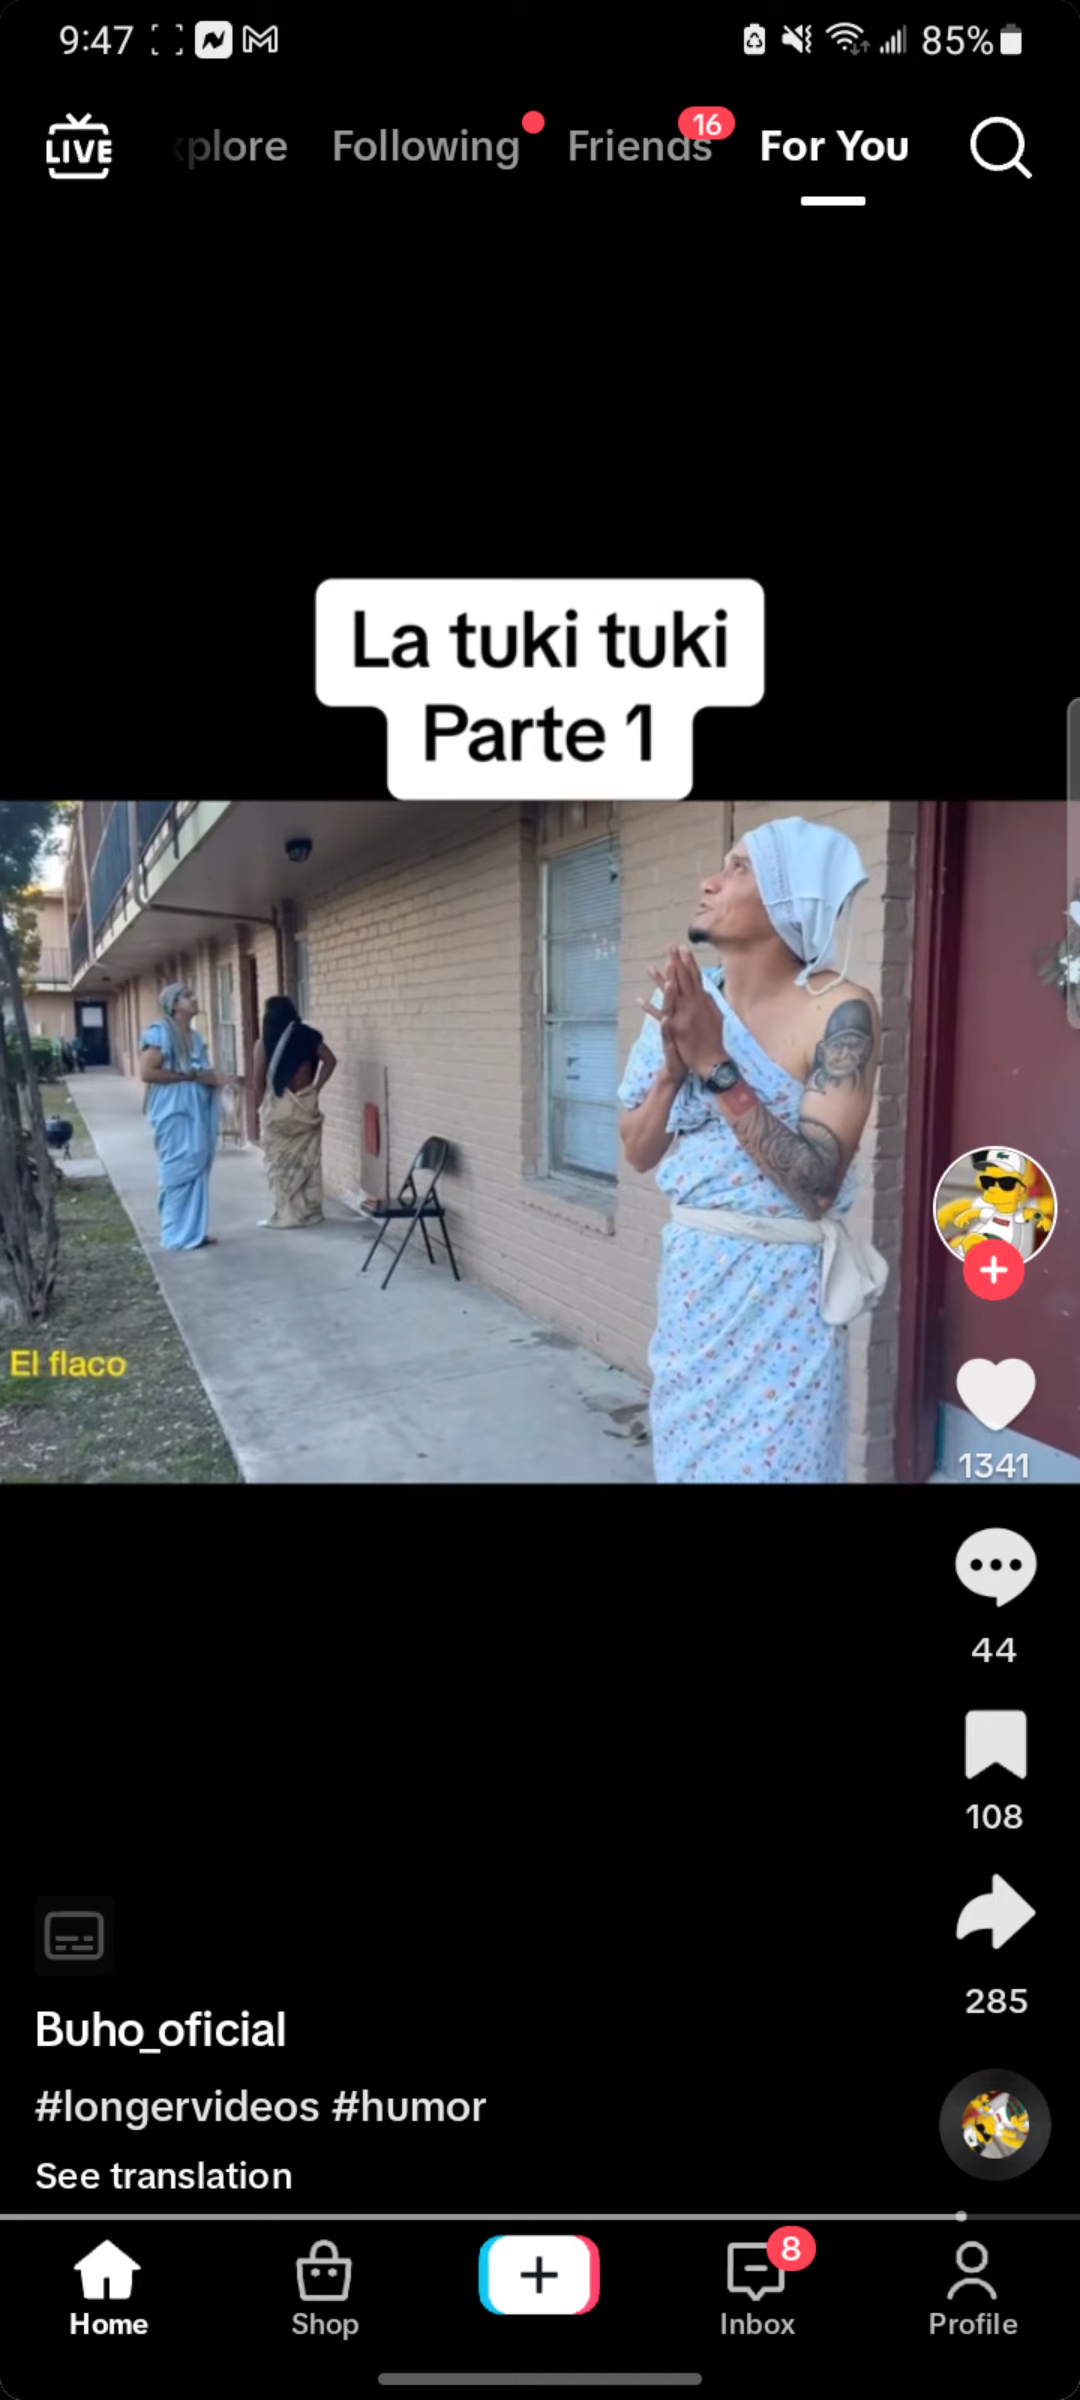 9:47
85%
LIVE
xplore Following Friends 16 For You
La tuki tuki
Parte 1
El flaco
1341
44
108
285
Buho_oficial
#longervideos #humor
See translation
8
Home Shop Inbox Profile